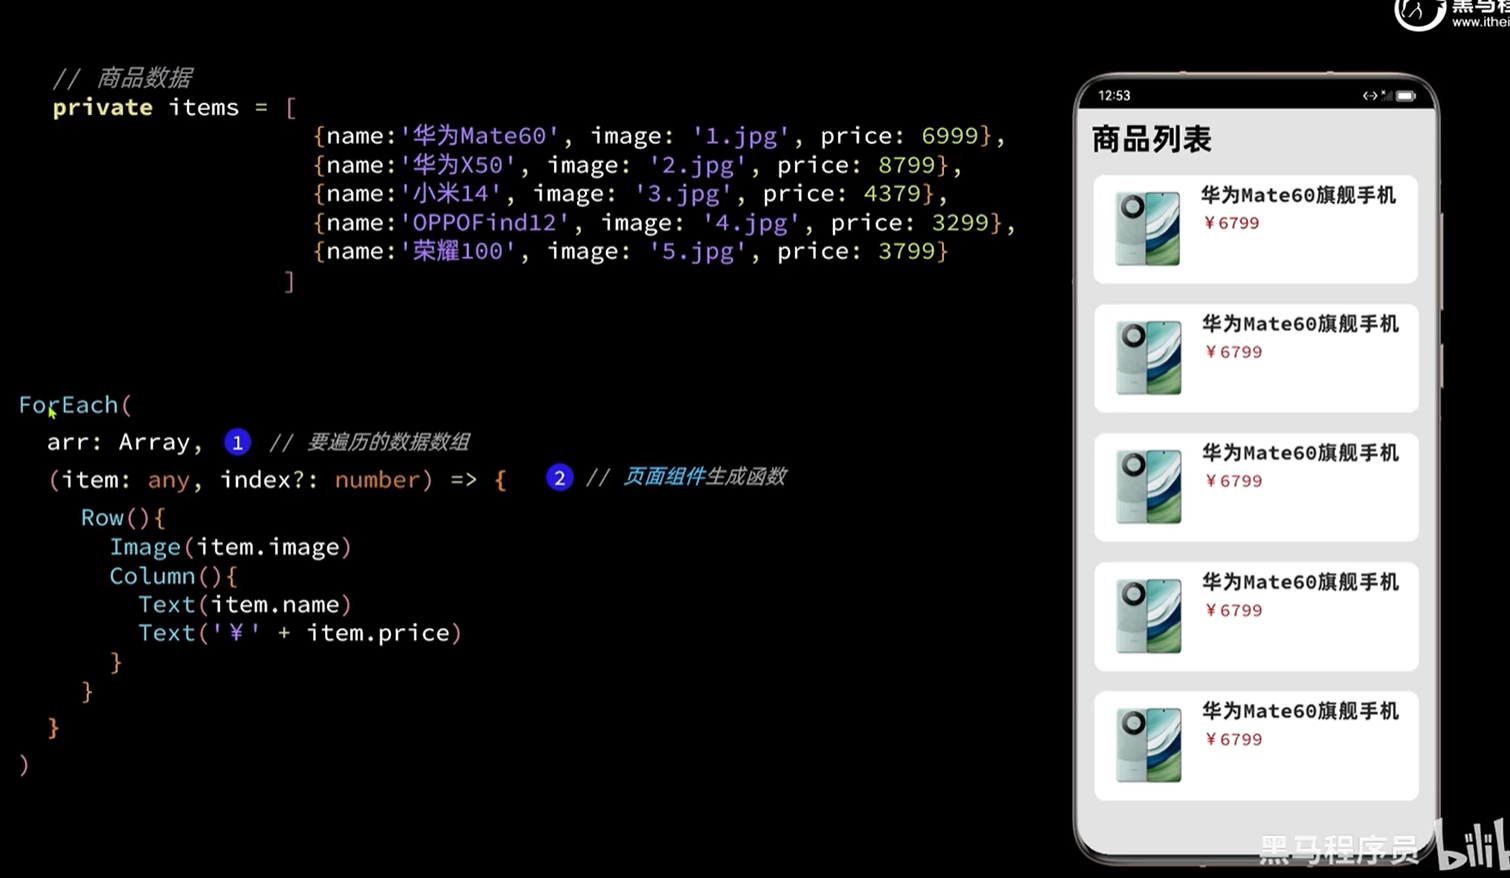 黑马程
www.ithei
// 商品数据
private items = [
{name:'华为Mate60', image: '1.jpg', price: 6999},
{name:'华为X50', image: '2.jpg', price: 8799},
{name:'小米14', image: '3.jpg', price: 4379},
{name:'OPPOFind12', image: '4.jpg', price: 3299},
{name:'荣耀100', image: '5.jpg', price: 3799}
]
ForEach(
arr: Array, 1 // 要遍历的数据数组
(item: any, index?: number) => { 2 // 页面组件生成函数
Row(){
Image(item.image)
Column(){
Text(item.name)
Text('¥' + item.price)
}
}
}
)
12:53
商品列表
华为Mate60旗舰手机
¥6799
华为Mate60旗舰手机
¥6799
华为Mate60旗舰手机
¥6799
华为Mate60旗舰手机
¥6799
华为Mate60旗舰手机
¥6799
黑马程序员 bilib